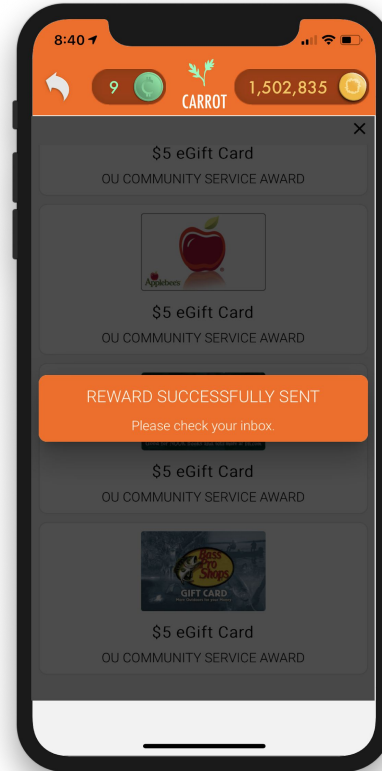 8:40
9
CARROT
1,502,835
$5 eGift Card
OU COMMUNITY SERVICE AWARD
Applebee's
$5 eGift Card
OU COMMUNITY SERVICE AWARD
REWARD SUCCESSFULLY SENT
Please check your inbox.
$5 eGift Card
OU COMMUNITY SERVICE AWARD
Bass
Pro
Shops
GIFT CARD
$5 eGift Card
OU COMMUNITY SERVICE AWARD